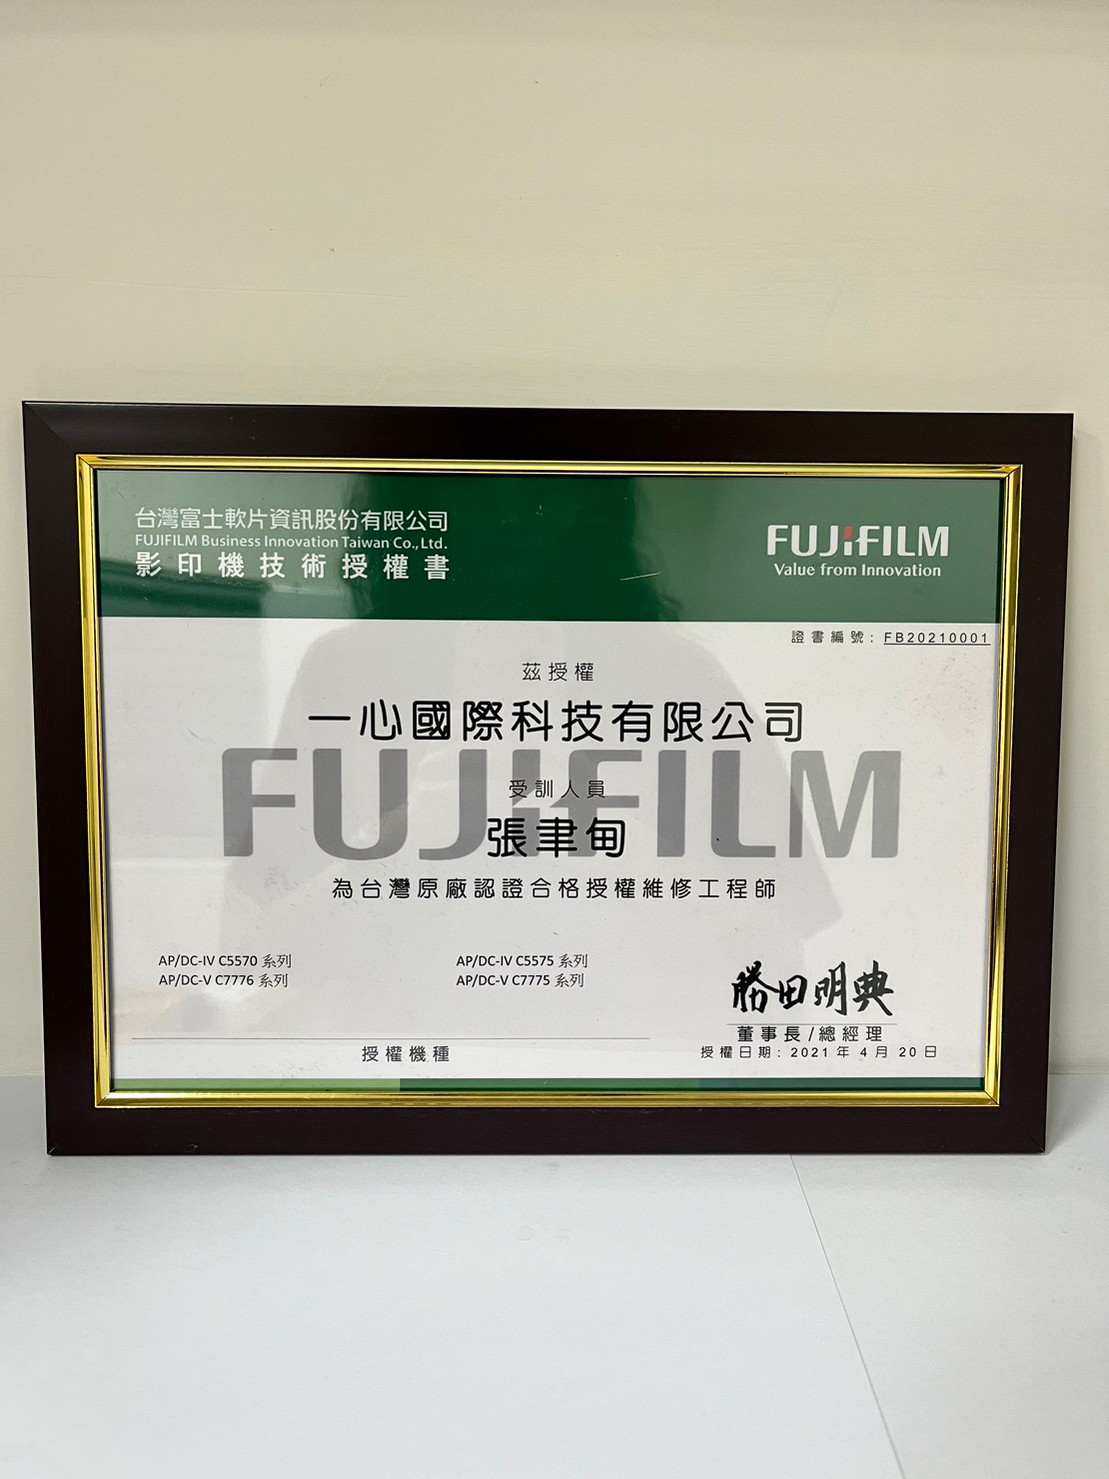 台灣富士軟片資訊股份有限公司
FUJIFILM Business Innovation Taiwan Co., Ltd.
影印機技術授權書
FUJIFILM
Value from Innovation
證書編號: FB20210001
茲授權
一心國際科技有限公司
FUJIFILM
受訓人員
張聿甸
為台灣原廠認證合格授權維修工程師
AP/DC-IV C5570 系列
AP/DC-IV C5575 系列
AP/DC-V C7776 系列
AP/DC-V C7775 系列
勝田明典
董事長/總經理
授權機種
授權日期: 2021 年 4 月 20 日